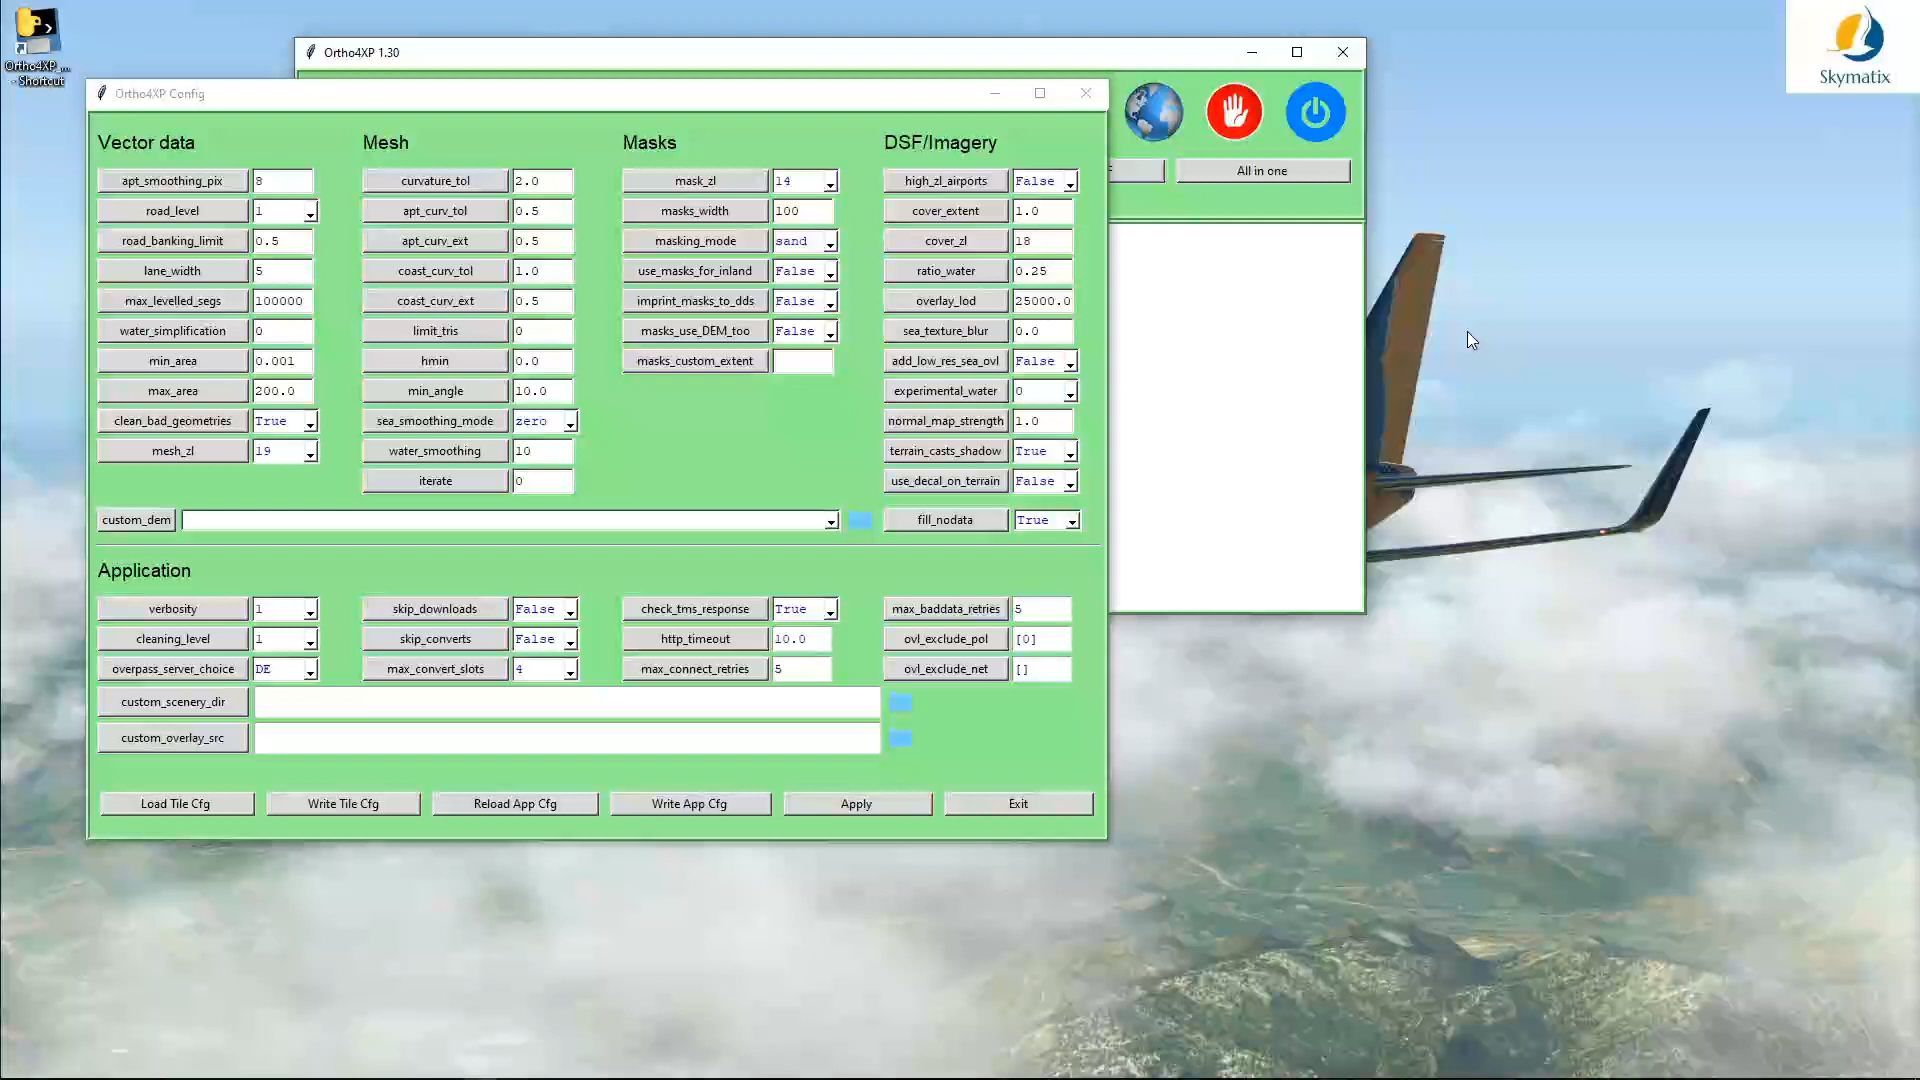 Ortho4XP_...
- Shortcut
Ortho4XP 1.30
Skymatix
Ortho4XP Config
All in one
Vector data
apt_smoothing_pix 8
road_level 1
road_banking_limit 0.5
lane_width 5
max_levelled_segs 100000
water_simplification 0
min_area 0.001
max_area 200.0
clean_bad_geometries True
mesh_zl 19
Mesh
curvature_tol 2.0
apt_curv_tol 0.5
apt_curv_ext 0.5
coast_curv_tol 1.0
coast_curv_ext 0.5
limit_tris 0
hmin 0.0
min_angle 10.0
sea_smoothing_mode zero
water_smoothing 10
iterate 0
Masks
mask_zl 14
masks_width 100
masking_mode sand
use_masks_for_inland False
imprint_masks_to_dds False
masks_use_DEM_too False
masks_custom_extent
DSF/Imagery
high_zl_airports False
cover_extent 1.0
cover_zl 18
ratio_water 0.25
overlay_lod 25000.0
sea_texture_blur 0.0
add_low_res_sea_ovl False
experimental_water 0
normal_map_strength 1.0
terrain_casts_shadow True
use_decal_on_terrain False
custom_dem
fill_nodata True
Application
verbosity 1
cleaning_level 1
overpass_server_choice DE
skip_downloads False
skip_converts False
max_convert_slots 4
check_tms_response True
http_timeout 10.0
max_connect_retries 5
max_baddata_retries 5
ovl_exclude_pol [0]
ovl_exclude_net []
custom_scenery_dir
custom_overlay_src
Load Tile Cfg
Write Tile Cfg
Reload App Cfg
Write App Cfg
Apply
Exit